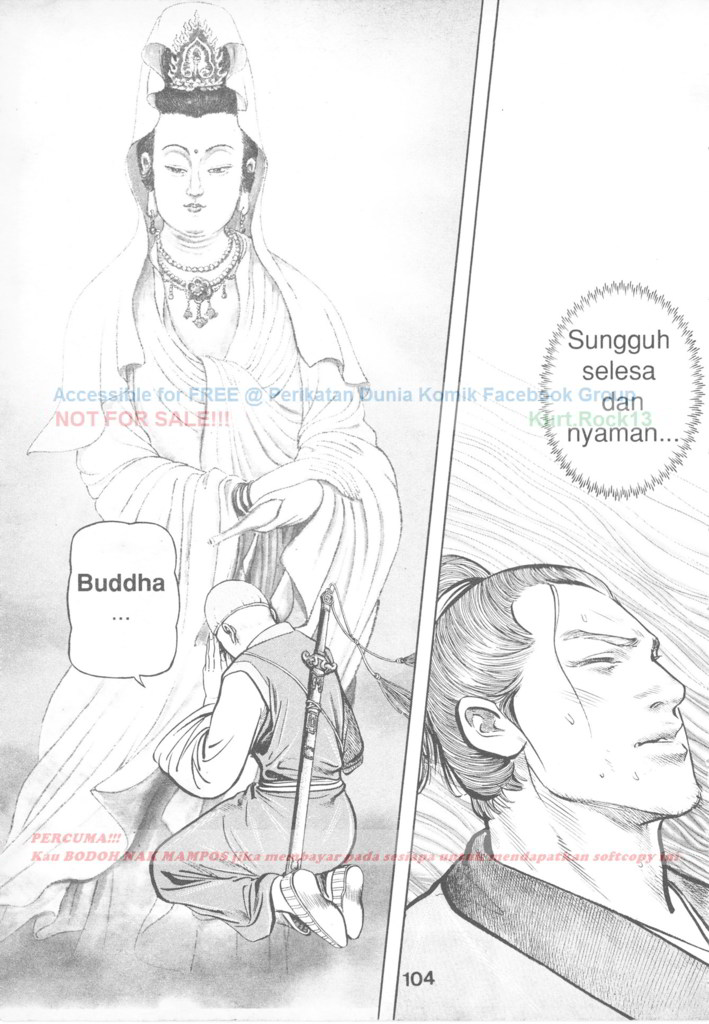 Sungguh
selesa
dan
nyaman...
Accessible for FREE @ Perikatan Dunia Komik Facebook Group
NOT FOR SALE!!!
Kurt.Rock13
Buddha
...
PERCUMA!!!
Kau BODOH NAK MAMPOS jika membayar pada sesiapa untuk mendapatkan softcopy ini
104